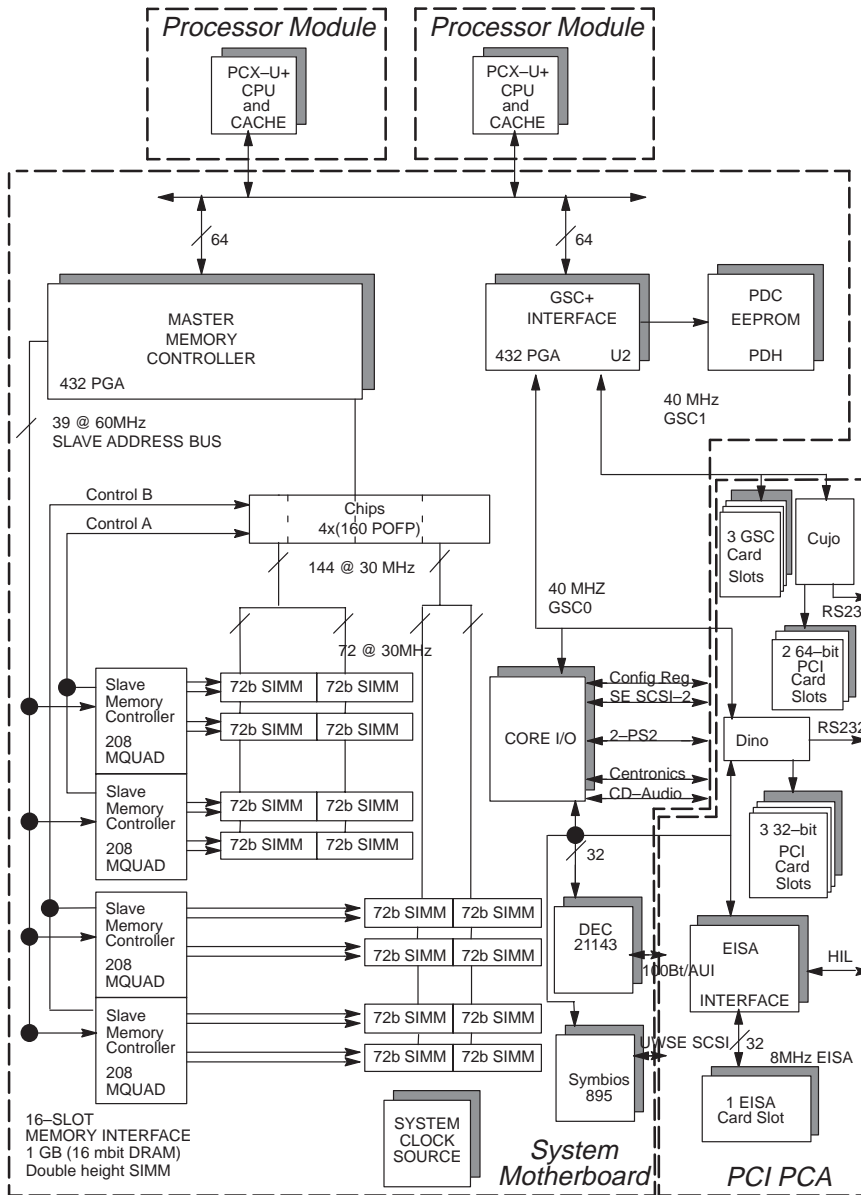 Processor Module
Processor Module
PCX–U+
CPU
and
CACHE
PCX–U+
CPU
and
CACHE
64
64
MASTER
MEMORY
CONTROLLER
432 PGA
GSC+
INTERFACE
432 PGA
U2
PDC
EEPROM
PDH
39 @ 60MHz
SLAVE ADDRESS BUS
40 MHz
GSC1
Control B
Control A
Chips
4x(160 POFP)
144 @ 30 MHz
72 @ 30MHz
40 MHZ
GSC0
3 GSC
Card
Slots
Cujo
RS23
2 64–bit
PCI
Card
Slots
Slave
Memory
Controller
208
MQUAD
72b SIMM
72b SIMM
72b SIMM
72b SIMM
Slave
Memory
Controller
208
MQUAD
72b SIMM
72b SIMM
72b SIMM
72b SIMM
CORE I/O
Config Reg
SE SCSI–2
2–PS2
Centronics
CD–Audio
Dino
RS232
3 32–bit
PCI
Card
Slots
32
Slave
Memory
Controller
208
MQUAD
72b SIMM
72b SIMM
72b SIMM
72b SIMM
Slave
Memory
Controller
208
MQUAD
72b SIMM
72b SIMM
72b SIMM
72b SIMM
DEC
21143
100Bt/AUI
EISA
INTERFACE
HIL
UWSE SCSI
32
8MHz EISA
Symbios
895
1 EISA
Card Slot
16–SLOT
MEMORY INTERFACE
1 GB (16 mbit DRAM)
Double height SIMM
SYSTEM
CLOCK
SOURCE
System
Motherboard
PCI PCA